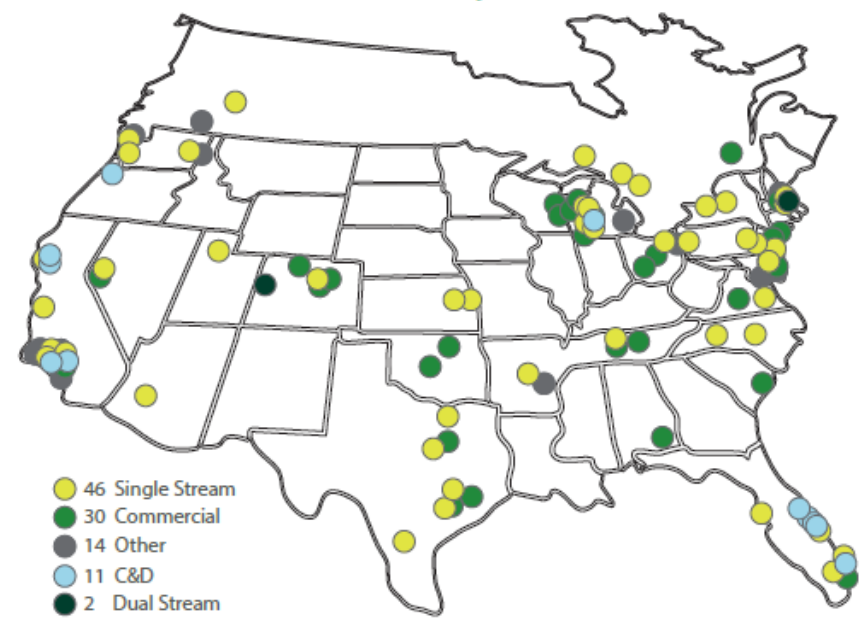 46 Single Stream
30 Commercial
14 Other
11 C&D
2 Dual Stream